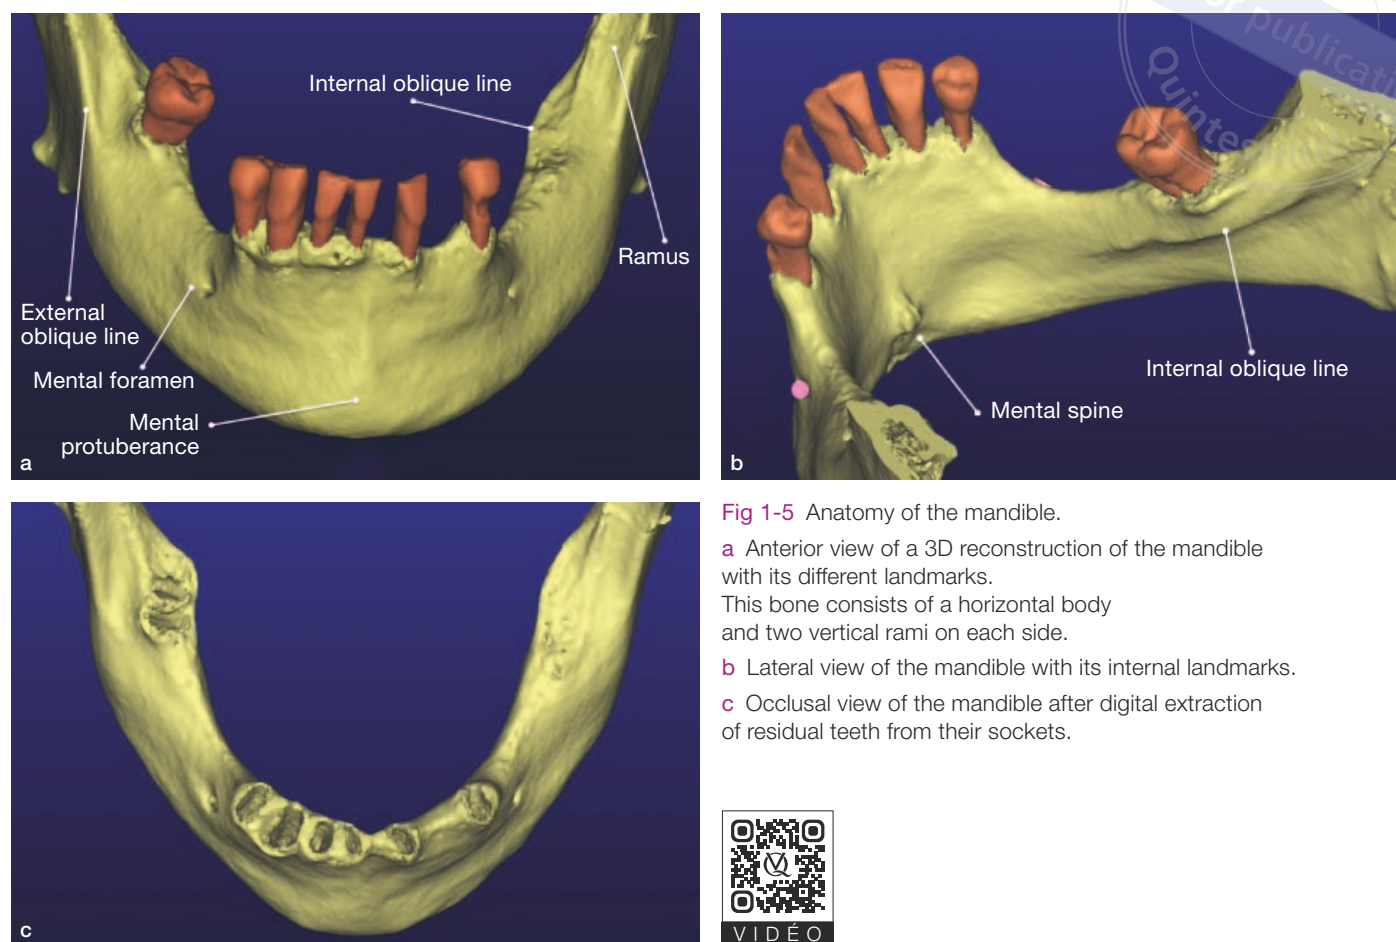 Internal oblique line
Ramus
External
oblique line
Mental foramen
Mental
protuberance
a
Internal oblique line
Mental spine
b
for publicati
Quintessen
c
Fig 1-5 Anatomy of the mandible.
a Anterior view of a 3D reconstruction of the mandible
with its different landmarks.
This bone consists of a horizontal body
and two vertical rami on each side.
b Lateral view of the mandible with its internal landmarks.
c Occlusal view of the mandible after digital extraction
of residual teeth from their sockets.
VIDÉO